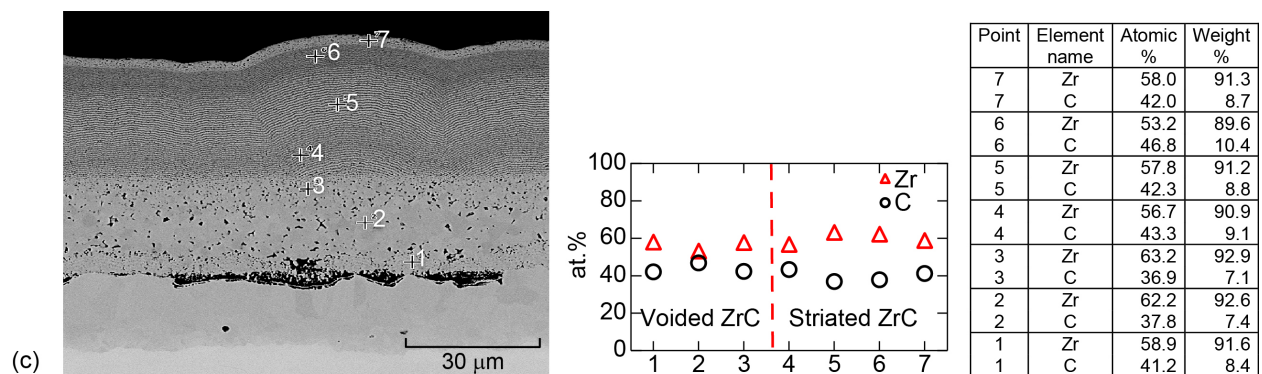 7
6
5
4
3
2
1
30 μm
(c)
100
80
60
40
20
0
at.%
Zr
C
Voided ZrC Striated ZrC
1 2 3 4 5 6 7
Point Element name Atomic % Weight %
7 Zr 58.0 91.3
7 C 42.0 8.7
6 Zr 53.2 89.6
6 C 46.8 10.4
5 Zr 57.8 91.2
5 C 42.3 8.8
4 Zr 56.7 90.9
4 C 43.3 9.1
3 Zr 63.2 92.9
3 C 36.9 7.1
2 Zr 62.2 92.6
2 C 37.8 7.4
1 Zr 58.9 91.6
1 C 41.2 8.4